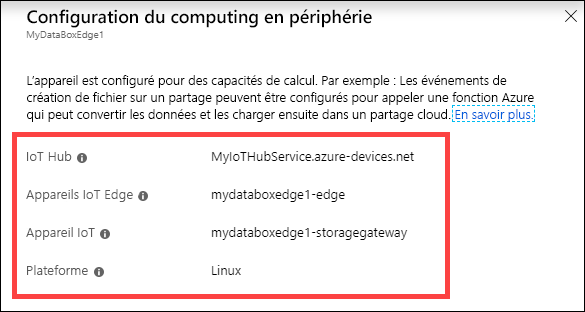 Configuration du computing en périphérie
MyDataBoxEdge1
L’appareil est configuré pour des capacités de calcul. Par exemple : Les événements de
création de fichier sur un partage peuvent être configurés pour appeler une fonction Azure
qui peut convertir les données et les charger ensuite dans un partage cloud. En savoir plus.
IoT Hub MyIoTHubService.azure-devices.net
Appareils IoT Edge mydataboxedge1-edge
Appareil IoT mydataboxedge1-storagegateway
Plateforme Linux